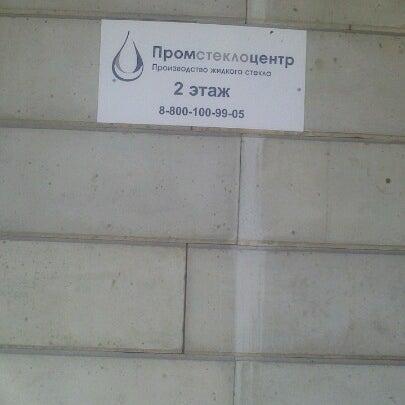 Промстеклоцентр
Производство жидкого стекла
2 этаж
8-800-100-99-05